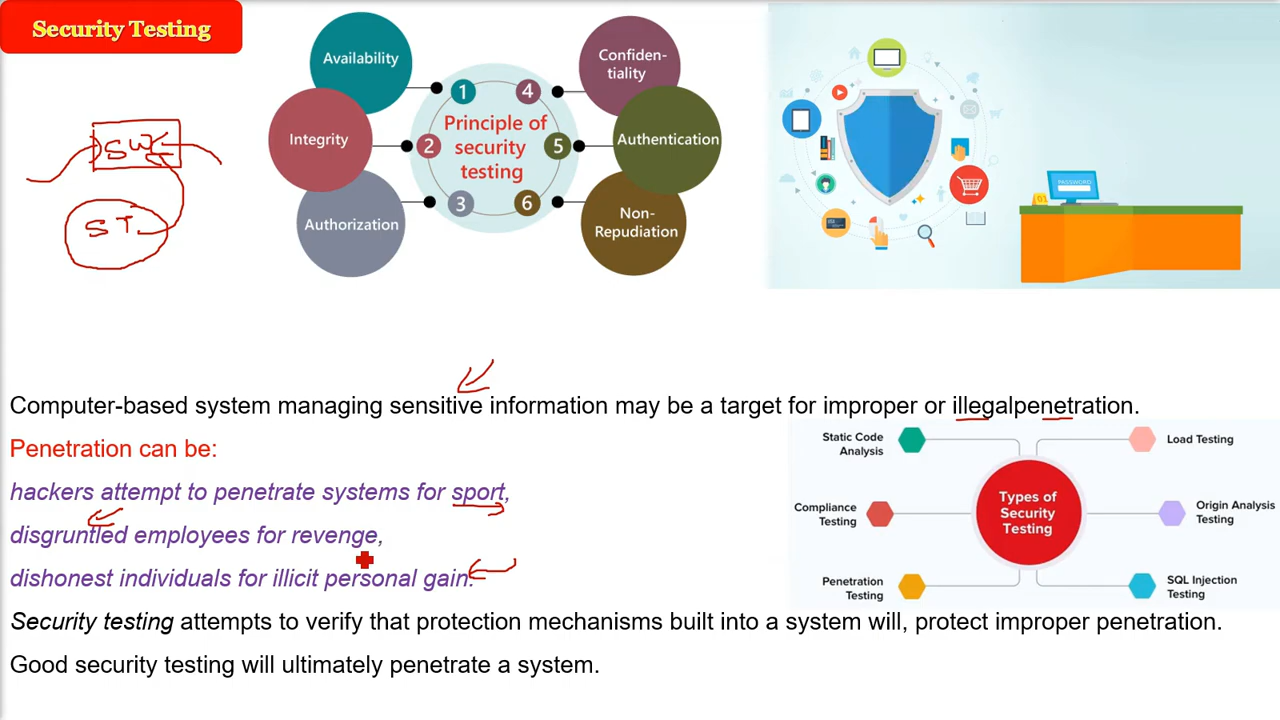 Security Testing
SW
ST
Availability
Integrity
Authorization
1
2
3
4
5
6
Principle of
security
testing
Confiden-
tiality
Authentication
Non-
Repudiation
PASSWORD
Computer-based system managing sensitive information may be a target for improper or illegalpenetration.
Penetration can be:
hackers attempt to penetrate systems for sport,
disgruntled employees for revenge,
dishonest individuals for illicit personal gain.
Security testing attempts to verify that protection mechanisms built into a system will, protect improper penetration.
Good security testing will ultimately penetrate a system.
Static Code
Analysis
Compliance
Testing
Penetration
Testing
Types of
Security
Testing
Load Testing
Origin Analysis
Testing
SQL Injection
Testing